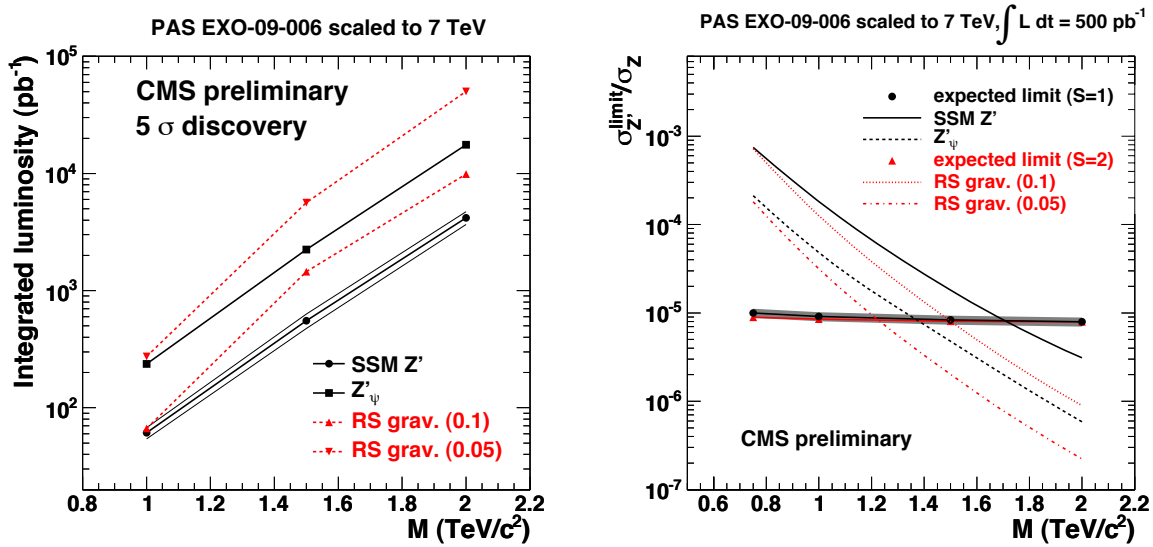 PAS EXO-09-006 scaled to 7 TeV
Integrated luminosity (pb⁻¹)
10⁵
10⁴
10³
10²
CMS preliminary
5 σ discovery
SSM Z'
Z'ψ
RS grav. (0.1)
RS grav. (0.05)
0.8 1 1.2 1.4 1.6 1.8 2 2.2
M (TeV/c²)
PAS EXO-09-006 scaled to 7 TeV,∫ L dt = 500 pb⁻¹
σ_Z'^limit/σ_Z
10⁻³
10⁻⁴
10⁻⁵
10⁻⁶
10⁻⁷
expected limit (S=1)
SSM Z'
Z'ψ
expected limit (S=2)
RS grav. (0.1)
RS grav. (0.05)
CMS preliminary
0.6 0.8 1 1.2 1.4 1.6 1.8 2 2.2
M (TeV/c²)